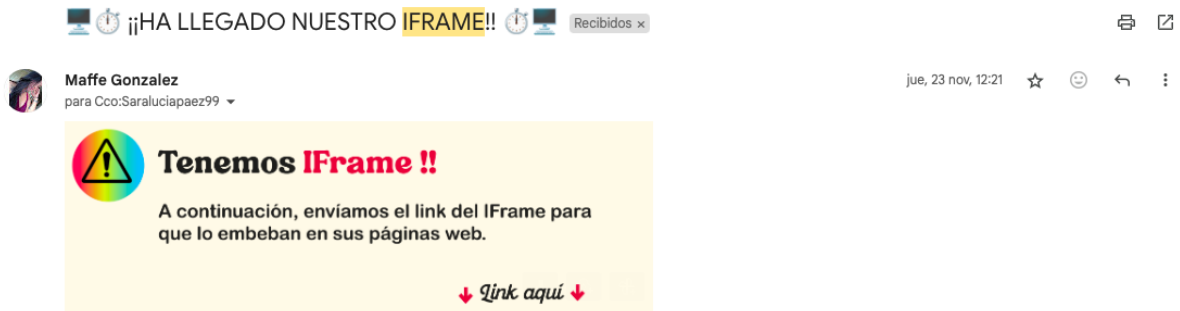 🖥️⏱️ ¡¡HA LLEGADO NUESTRO IFRAME!! ⏱️🖥️ Recibidos ×
Maffe Gonzalez jue, 23 nov, 12:21
para Cco:Saraluciapaez99
Tenemos IFrame !!
A continuación, envíamos el link del IFrame para
que lo embeban en sus páginas web.
Link aquí